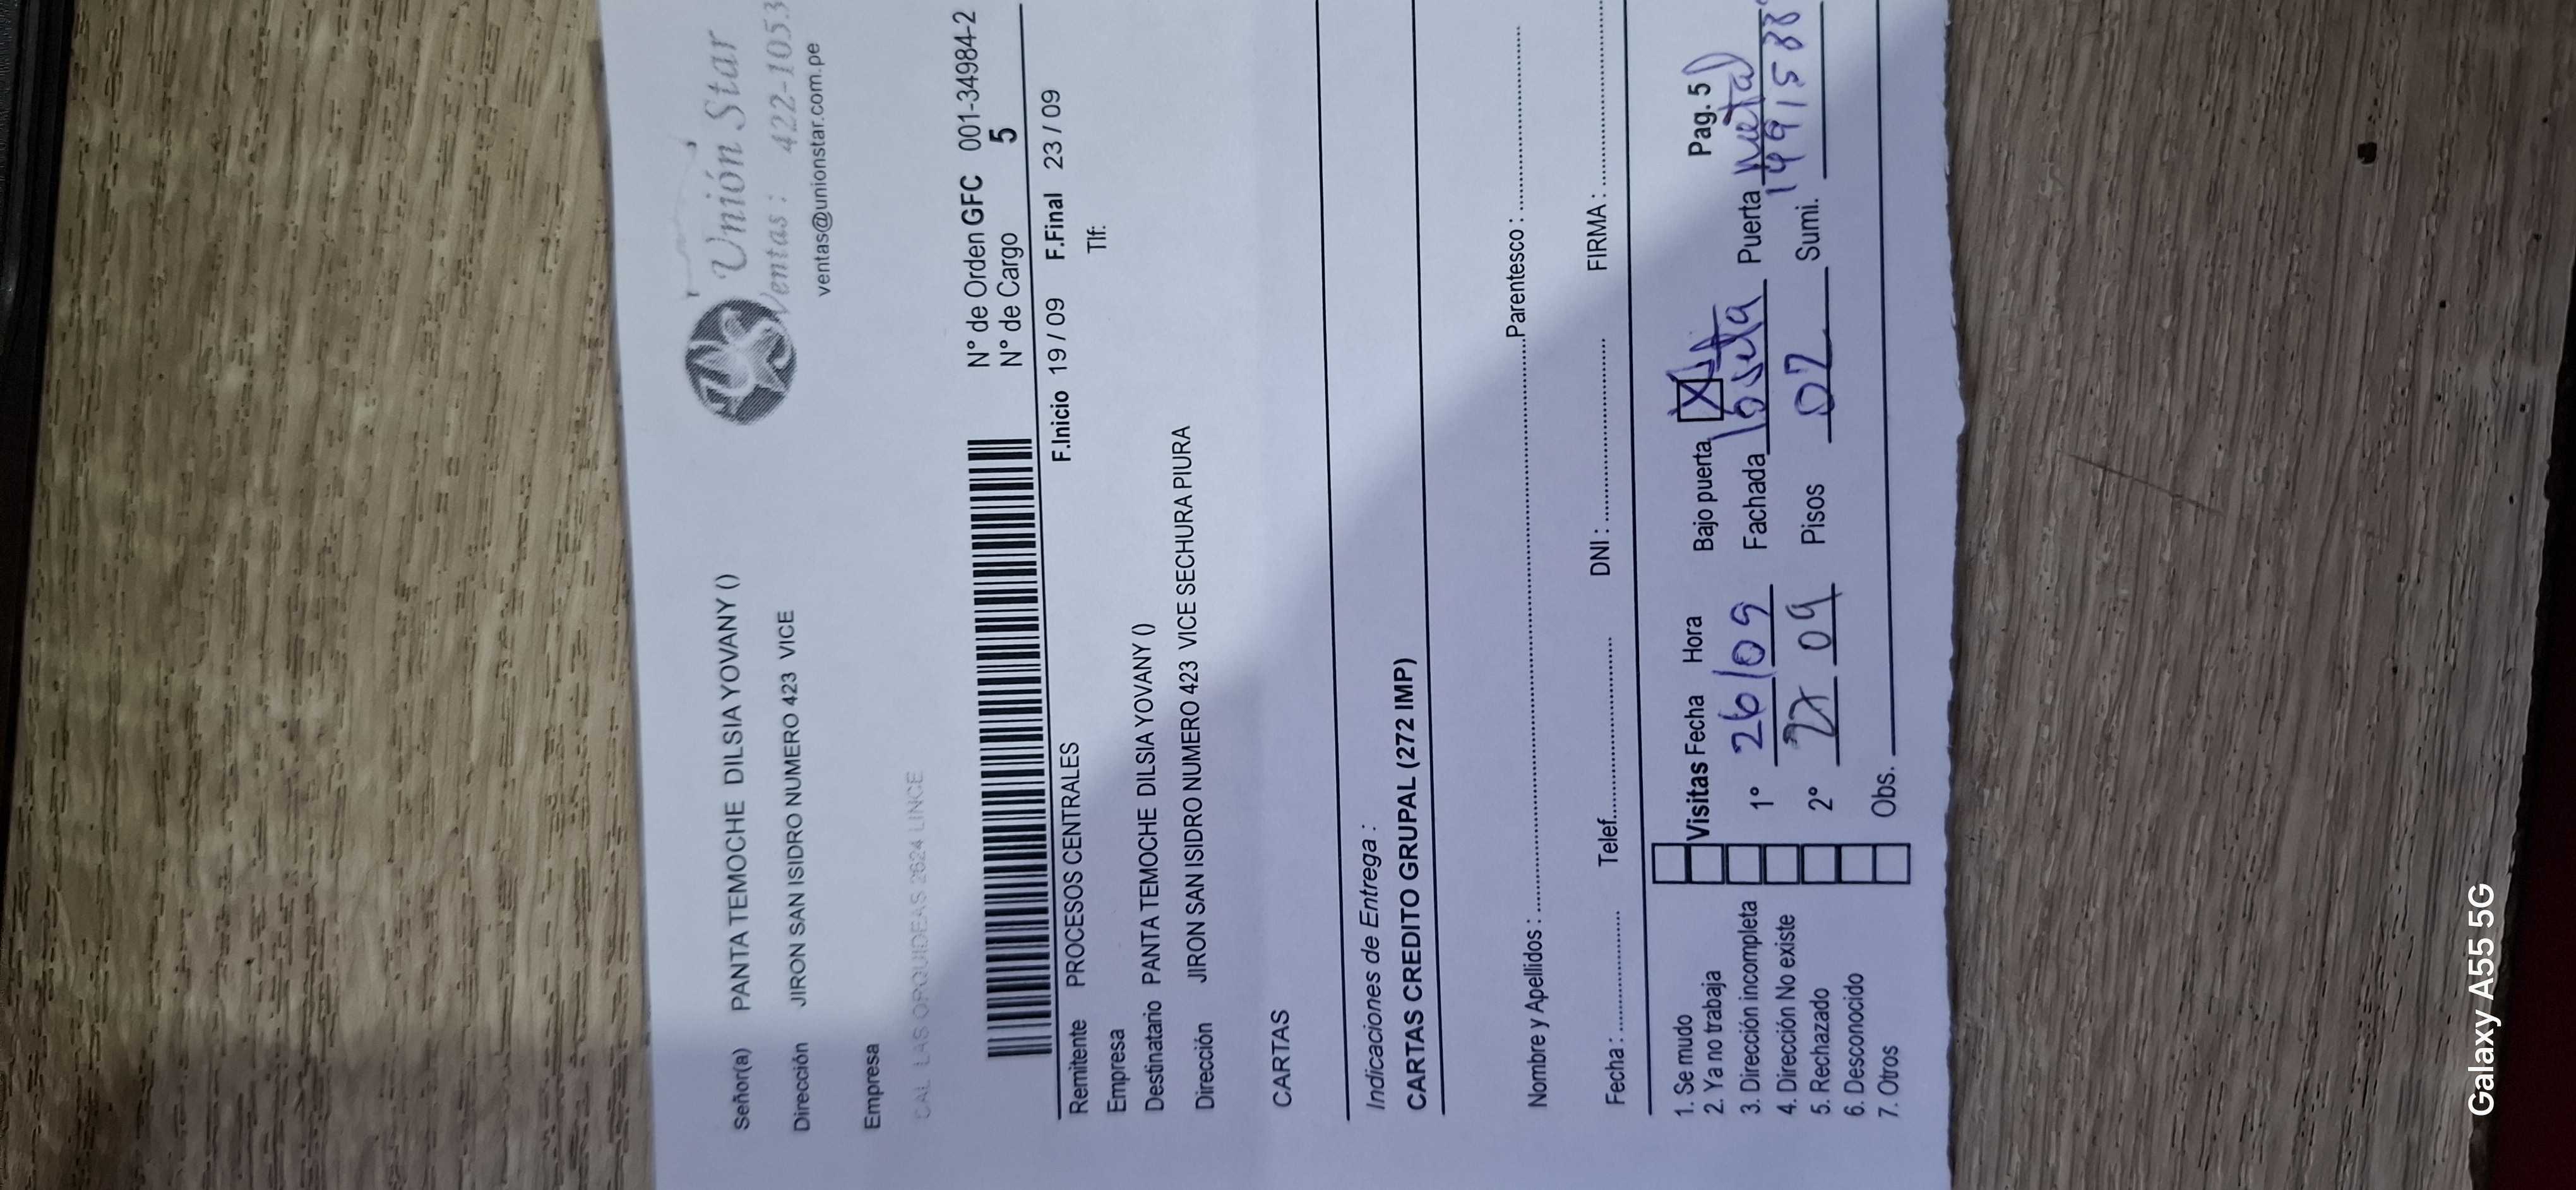 Unión Star
Ventas : 422-1053
ventas@unionstar.com.pe
Señor(a) PANTA TEMOCHE DILSIA YOVANY ()
Dirección JIRON SAN ISIDRO NUMERO 423 VICE
Empresa
CAL. LAS ORQUIDEAS 2624 LINCE
N° de Orden GFC 001-34984-2
N° de Cargo 5
F.Inicio 19 / 09 F.Final 23 / 09
Remitente PROCESOS CENTRALES
Empresa Tlf:
Destinatario PANTA TEMOCHE DILSIA YOVANY ()
Dirección JIRON SAN ISIDRO NUMERO 423 VICE SECHURA PIURA
CARTAS
Indicaciones de Entrega :
CARTAS CREDITO GRUPAL (272 IMP)
Nombre y Apellidos : Parentesco :
Fecha : Telef. DNI : FIRMA :
1. Se mudo
2. Ya no trabaja
3. Dirección incompleta
4. Dirección No existe
5. Rechazado
6. Desconocido
7. Otros
Visitas Fecha Hora Bajo puerta X Pag. 5
1° 26/09 Fachada loseta Puerta metal
2° 27 09 Pisos 02 Sumi.
Obs.
Galaxy A55 5G